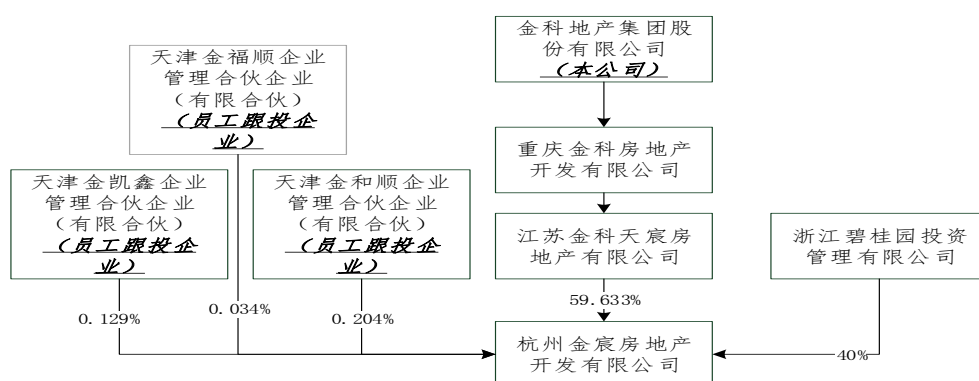 金科地产集团股
份有限公司
（本公司）
天津金福顺企业
管理合伙企业
（有限合伙）
（员工跟投企
业）
重庆金科房地产
开发有限公司
天津金凯鑫企业
管理合伙企业
（有限合伙）
（员工跟投企
业）
天津金和顺企业
管理合伙企业
（有限合伙）
（员工跟投企
业）
江苏金科天宸房
地产有限公司
浙江碧桂园投资
管理有限公司
0.129%
0.034%
0.204%
59.633%
40%
杭州金宸房地产
开发有限公司